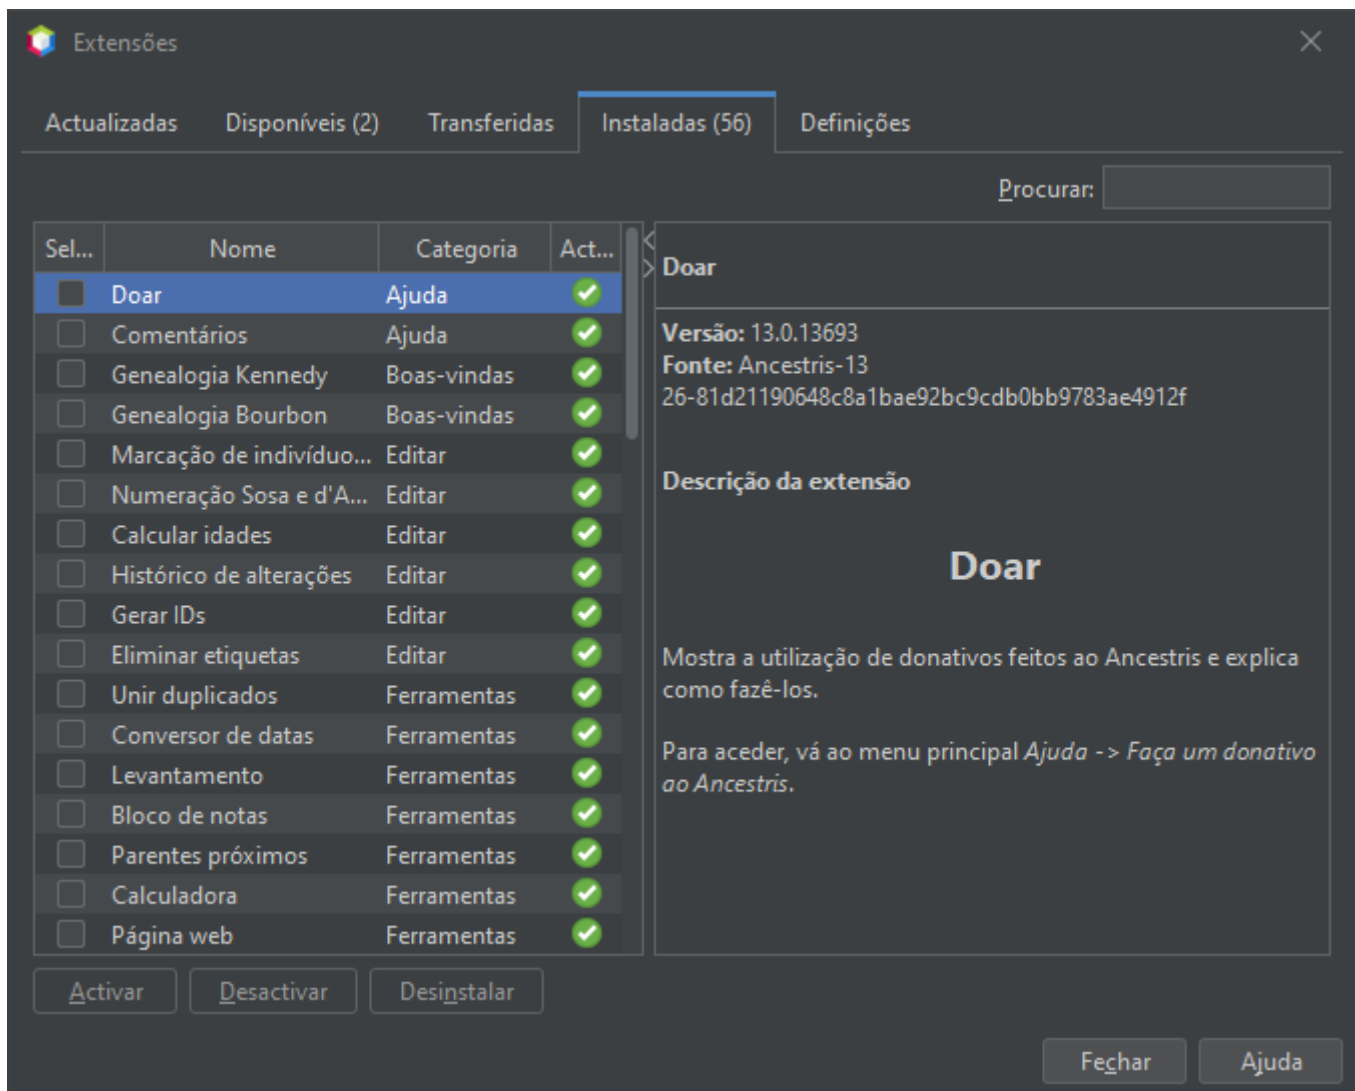 Extensões
Actualizadas Disponíveis (2) Transferidas Instaladas (56) Definições
Procurar:
Sel... Nome Categoria Act...
Doar Ajuda
Comentários Ajuda
Genealogia Kennedy Boas-vindas
Genealogia Bourbon Boas-vindas
Marcação de indivíduo... Editar
Numeração Sosa e d'A... Editar
Calcular idades Editar
Histórico de alterações Editar
Gerar IDs Editar
Eliminar etiquetas Editar
Unir duplicados Ferramentas
Conversor de datas Ferramentas
Levantamento Ferramentas
Bloco de notas Ferramentas
Parentes próximos Ferramentas
Calculadora Ferramentas
Página web Ferramentas
Doar
Versão: 13.0.13693
Fonte: Ancestris-13
26-81d21190648c8a1bae92bc9cdb0bb9783ae4912f
Descrição da extensão
Doar
Mostra a utilização de donativos feitos ao Ancestris e explica
como fazê-los.
Para aceder, vá ao menu principal Ajuda -> Faça um donativo
ao Ancestris.
Activar Desactivar Desinstalar
Fechar Ajuda